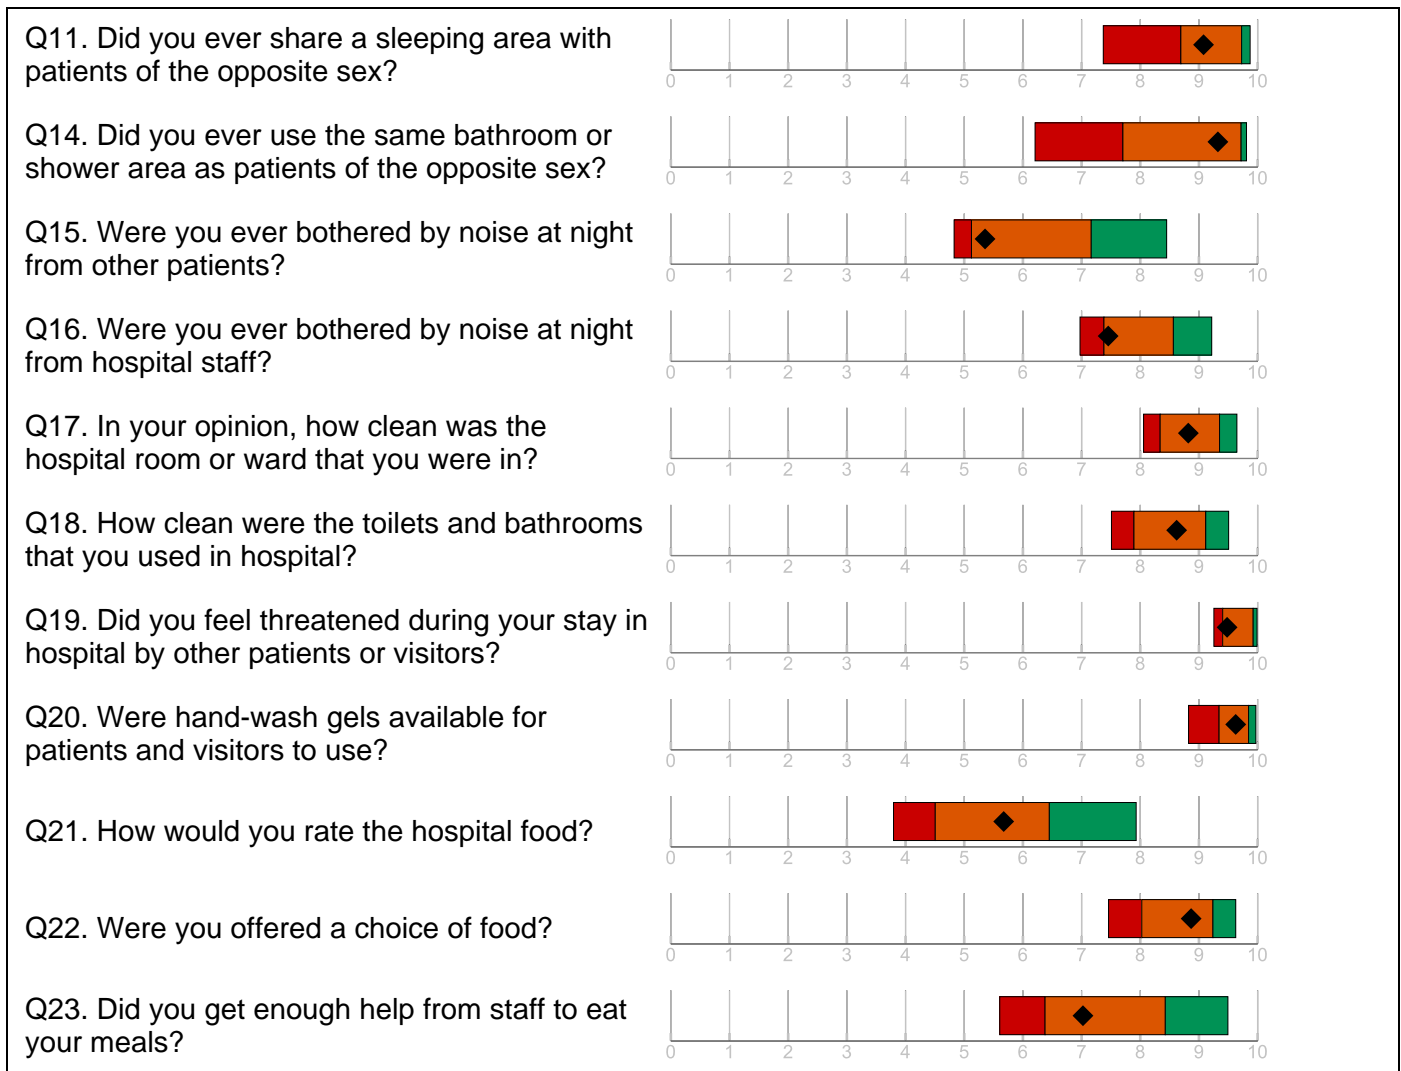 Q11. Did you ever share a sleeping area with
patients of the opposite sex?
0 1 2 3 4 5 6 7 8 9 10
Q14. Did you ever use the same bathroom or
shower area as patients of the opposite sex?
0 1 2 3 4 5 6 7 8 9 10
Q15. Were you ever bothered by noise at night
from other patients?
0 1 2 3 4 5 6 7 8 9 10
Q16. Were you ever bothered by noise at night
from hospital staff?
0 1 2 3 4 5 6 7 8 9 10
Q17. In your opinion, how clean was the
hospital room or ward that you were in?
0 1 2 3 4 5 6 7 8 9 10
Q18. How clean were the toilets and bathrooms
that you used in hospital?
0 1 2 3 4 5 6 7 8 9 10
Q19. Did you feel threatened during your stay in
hospital by other patients or visitors?
0 1 2 3 4 5 6 7 8 9 10
Q20. Were hand-wash gels available for
patients and visitors to use?
0 1 2 3 4 5 6 7 8 9 10
Q21. How would you rate the hospital food?
0 1 2 3 4 5 6 7 8 9 10
Q22. Were you offered a choice of food?
0 1 2 3 4 5 6 7 8 9 10
Q23. Did you get enough help from staff to eat
your meals?
0 1 2 3 4 5 6 7 8 9 10